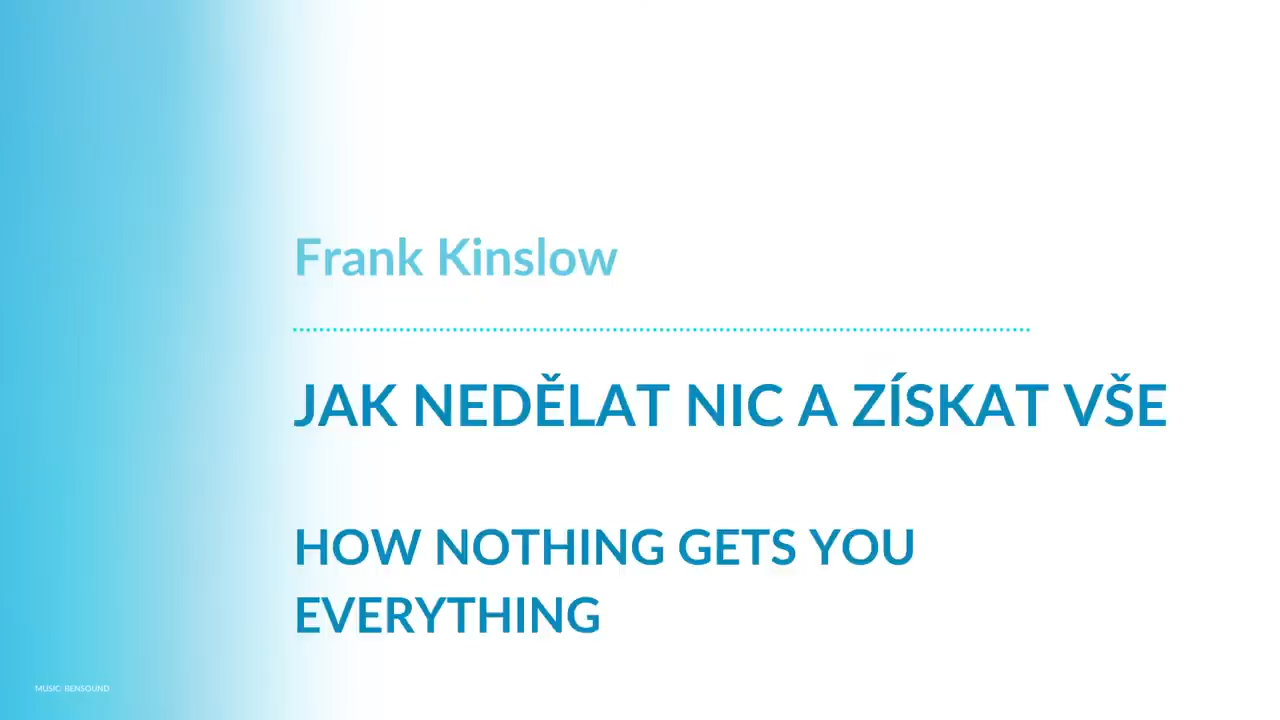 Frank Kinslow
JAK NEDĚLAT NIC A ZÍSKAT VŠE
HOW NOTHING GETS YOU
EVERYTHING
MUSIC: BENSOUND